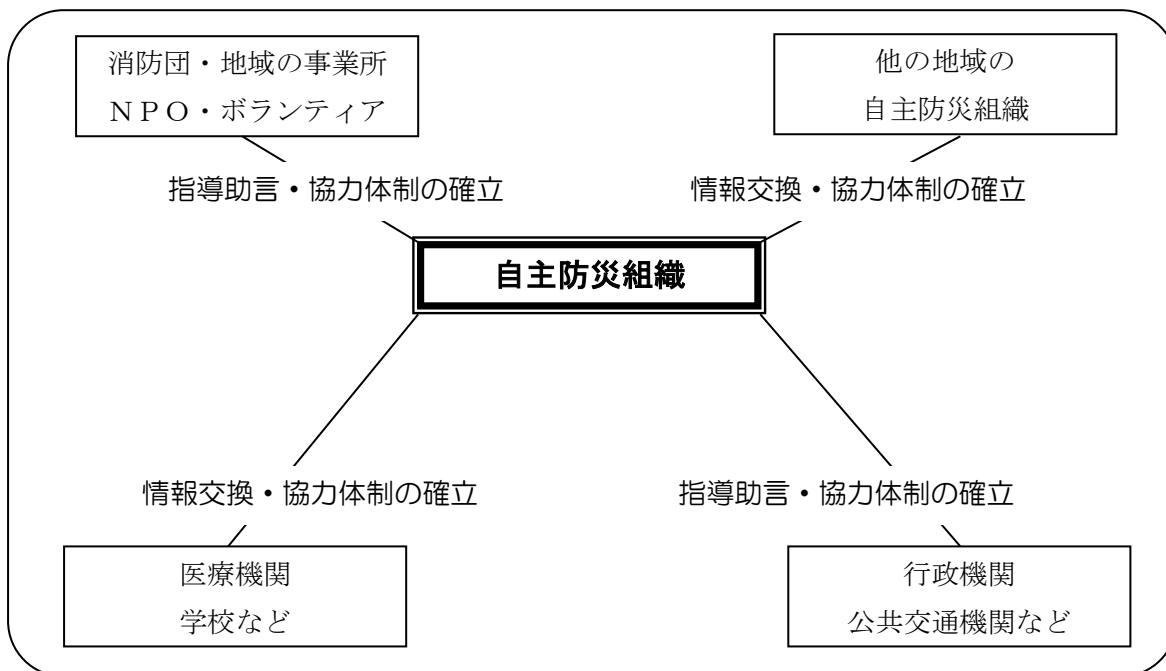 消防団・地域の事業所
ＮＰＯ・ボランティア
他の地域の
自主防災組織
指導助言・協力体制の確立
情報交換・協力体制の確立
自主防災組織
情報交換・協力体制の確立
指導助言・協力体制の確立
医療機関
学校など
行政機関
公共交通機関など